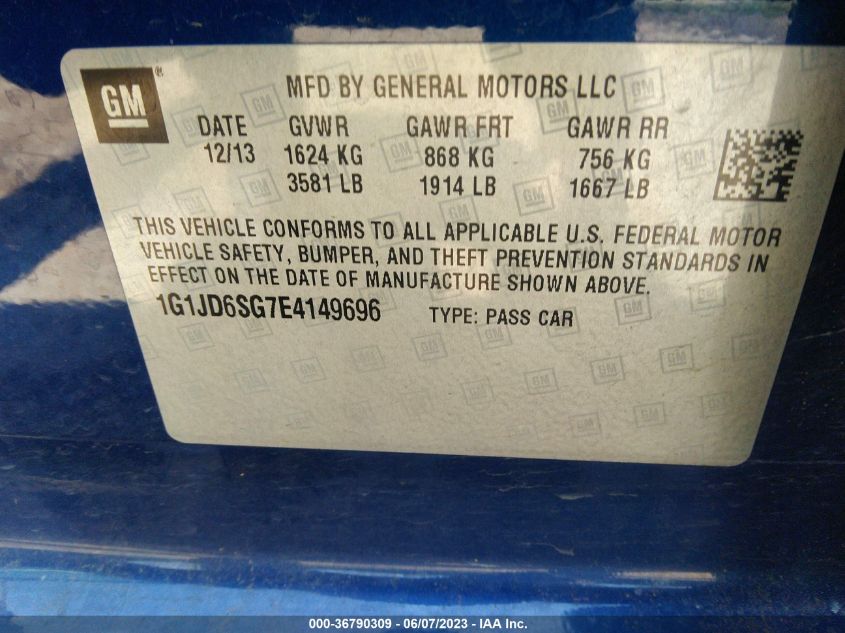 GM ®
MFD BY GENERAL MOTORS LLC
DATE GVWR GAWR FRT GAWR RR
12/13 1624 KG 868 KG 756 KG
3581 LB 1914 LB 1667 LB
THIS VEHICLE CONFORMS TO ALL APPLICABLE U.S. FEDERAL MOTOR
VEHICLE SAFETY, BUMPER, AND THEFT PREVENTION STANDARDS IN
EFFECT ON THE DATE OF MANUFACTURE SHOWN ABOVE.
1G1JD6SG7E4149696 TYPE: PASS CAR
000-36790309 - 06/07/2023 - IAA Inc.